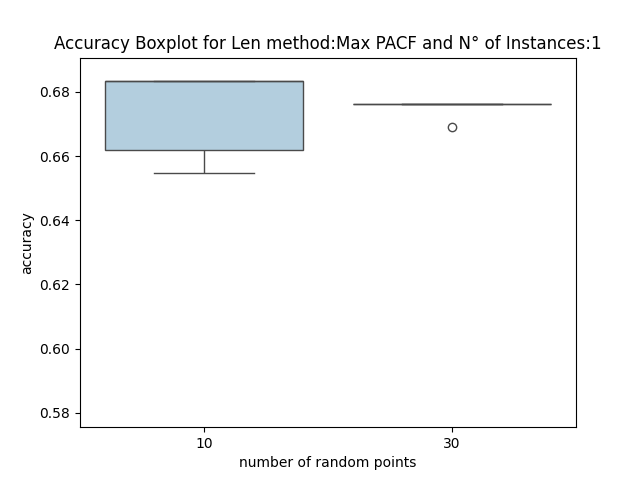 Accuracy Boxplot for Len method:Max PACF and N° of Instances:1
0.68
0.66
0.64
0.62
0.60
0.58
accuracy
10
30
number of random points